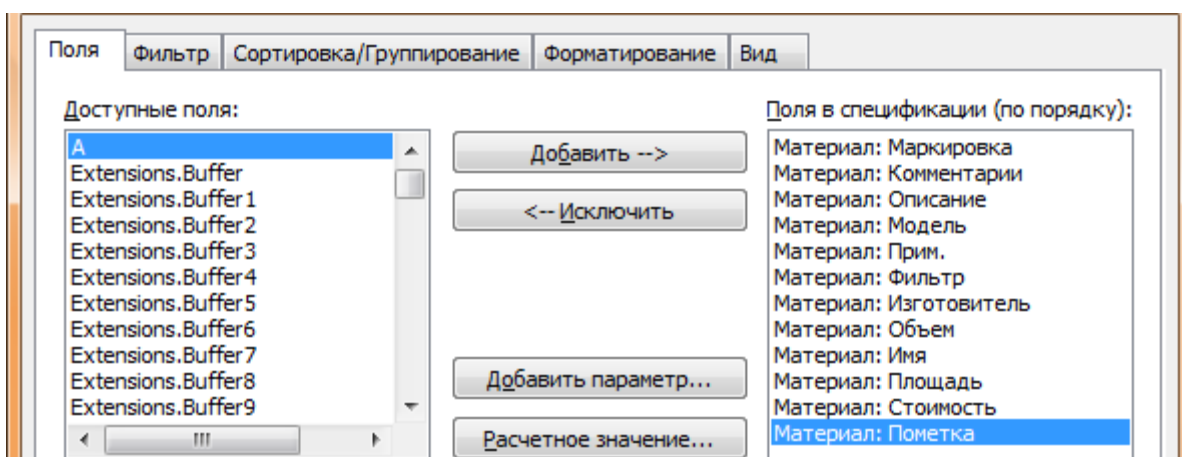 Поля Фильтр Сортировка/Группирование Форматирование Вид
Доступные поля:
A
Extensions.Buffer
Extensions.Buffer1
Extensions.Buffer2
Extensions.Buffer3
Extensions.Buffer4
Extensions.Buffer5
Extensions.Buffer6
Extensions.Buffer7
Extensions.Buffer8
Extensions.Buffer9
Добавить -->
<-- Исключить
Добавить параметр...
Расчетное значение...
Поля в спецификации (по порядку):
Материал: Маркировка
Материал: Комментарии
Материал: Описание
Материал: Модель
Материал: Прим.
Материал: Фильтр
Материал: Изготовитель
Материал: Объем
Материал: Имя
Материал: Площадь
Материал: Стоимость
Материал: Пометка